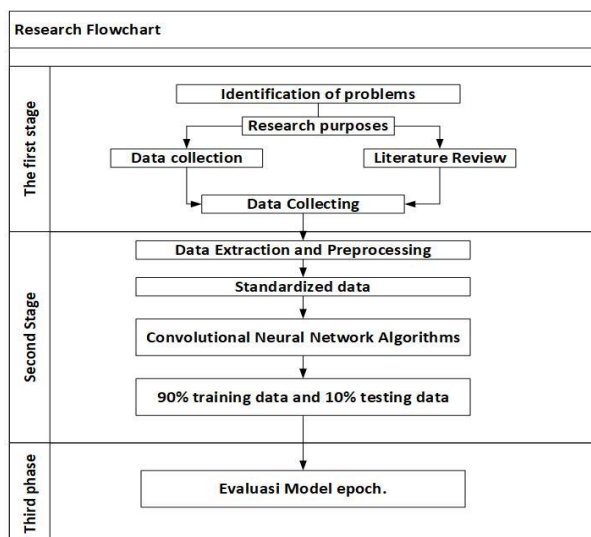 Research Flowchart
The first stage
Identification of problems
Research purposes
Data collection
Literature Review
Data Collecting
Second Stage
Data Extraction and Preprocessing
Standardized data
Convolutional Neural Network Algorithms
90% training data and 10% testing data
Third phase
Evaluasi Model epoch.